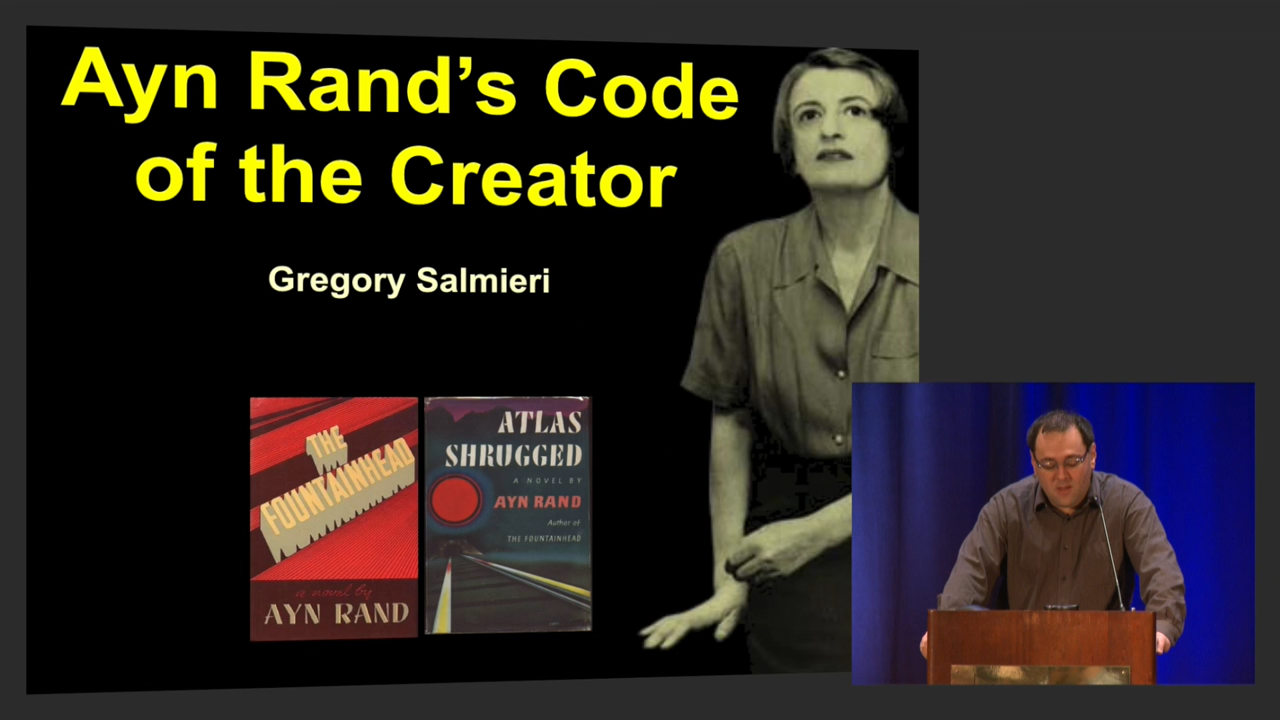 Ayn Rand’s Code
of the Creator
Gregory Salmieri
THE
FOUNTAINHEAD
a novel by
AYN RAND
ATLAS
SHRUGGED
A NOVEL BY
AYN RAND
Author of
THE FOUNTAINHEAD